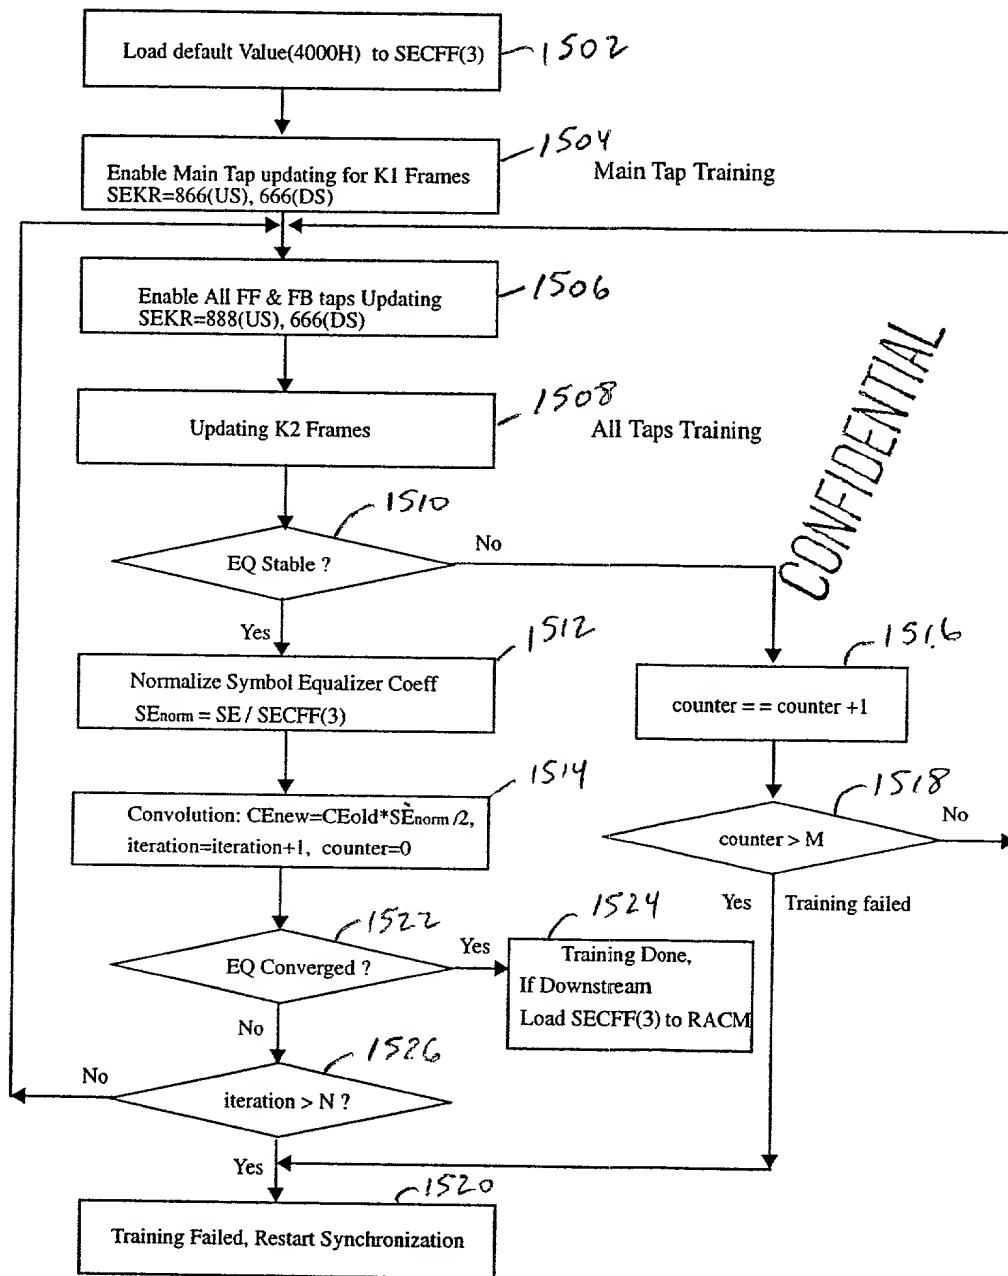 Load default Value(4000H) to SECFF(3)
1502
1504
Enable Main Tap updating for K1 Frames
SEKR=866(US), 666(DS)
Main Tap Training
1506
Enable All FF & FB taps Updating
SEKR=888(US), 666(DS)
1508
Updating K2 Frames
All Taps Training
CONFIDENTIAL
1510
EQ Stable ?
No
Yes
1512
Normalize Symbol Equalizer Coeff
SEnorm = SE / SECFF(3)
1516
counter = = counter +1
1514
Convolution: CEnew=CEold*SÈnorm /2,
iteration=iteration+1, counter=0
1518
counter > M
No
Yes
Training failed
1522
EQ Converged ?
Yes
1524
Training Done,
If Downstream
Load SECFF(3) to RACM
No
1526
No
iteration > N ?
Yes
1520
Training Failed, Restart Synchronization